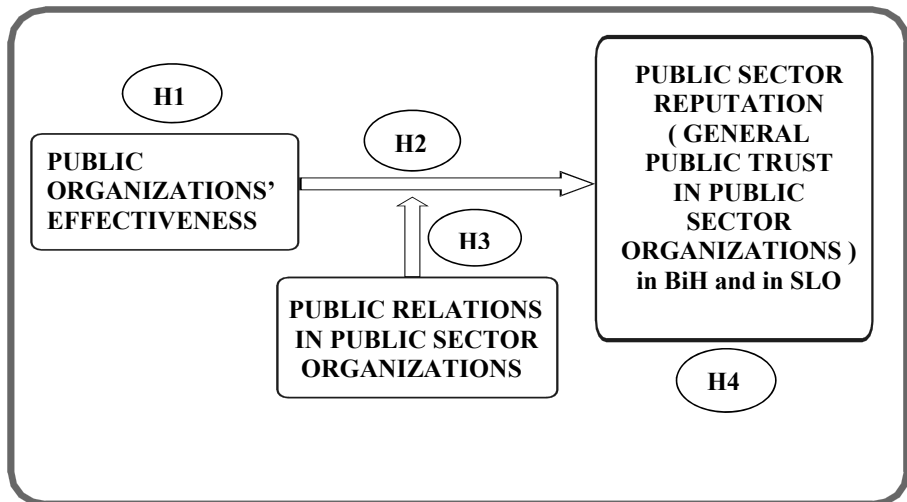 H1
PUBLIC
ORGANIZATIONS’
EFFECTIVENESS
H2
H3
PUBLIC RELATIONS
IN PUBLIC SECTOR
ORGANIZATIONS
PUBLIC SECTOR
REPUTATION
( GENERAL
PUBLIC TRUST
IN PUBLIC
SECTOR
ORGANIZATIONS )
in BiH and in SLO
H4